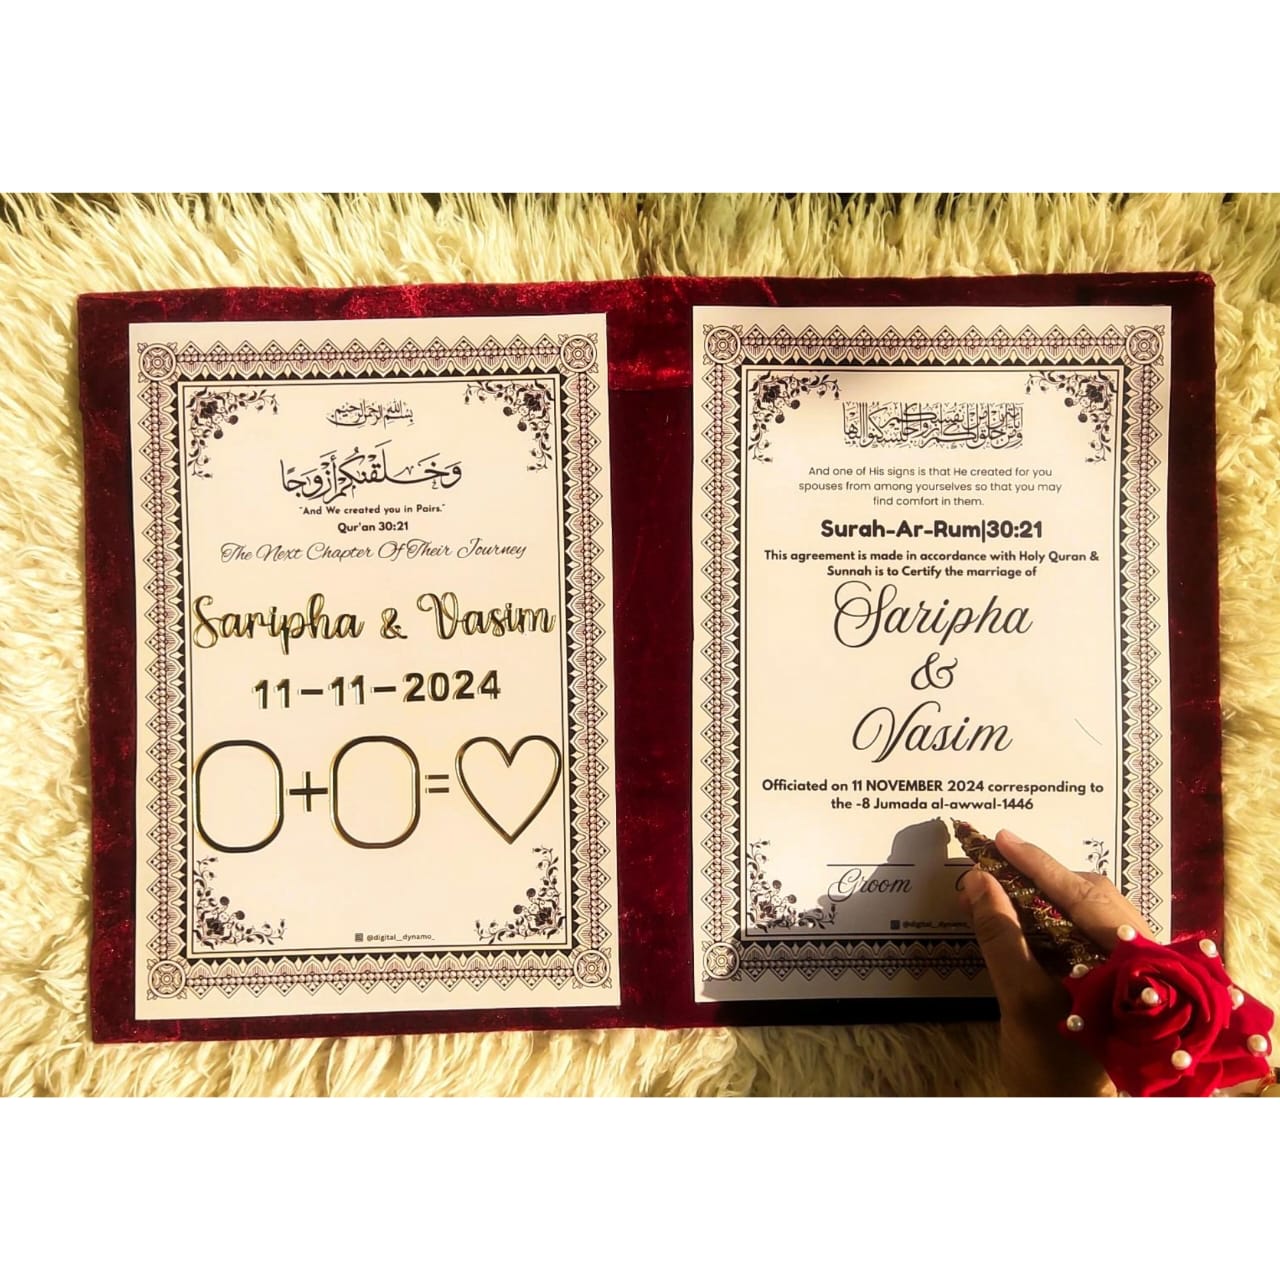 بسم الله الرحمن الرحيم
وَخَلَقْنَٰكُمْ أَزْوَٰجًا
"And We created you in Pairs."
Qur'an 30:21
The Next Chapter Of Their Journey
Saripha & Vasim
11-11-2024
+ =
@digital__dynamo_
And one of His signs is that He created for you
spouses from among yourselves so that you may
find comfort in them.
Surah-Ar-Rum|30:21
This agreement is made in accordance with Holy Quran &
Sunnah is to Certify the marriage of
Saripha
&
Vasim
Officiated on 11 NOVEMBER 2024 corresponding to
the -8 Jumada al-awwal-1446
Groom
@digital__dynamo_